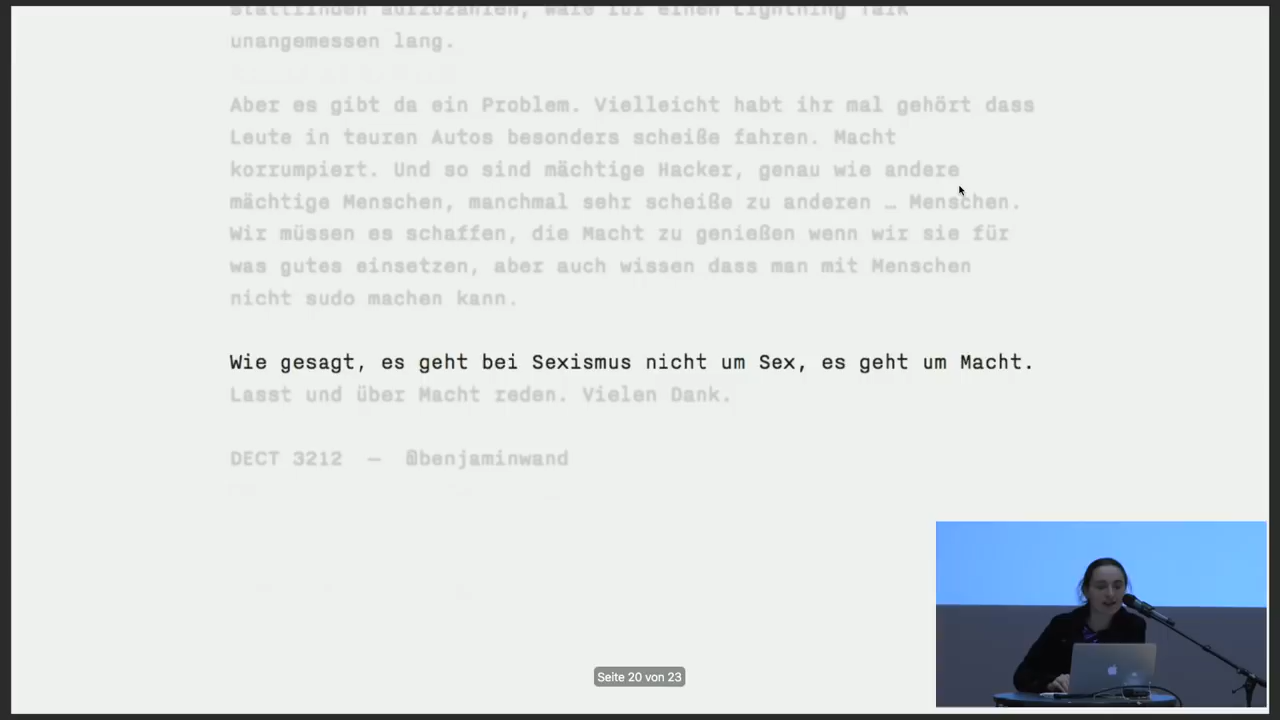 stattfinden aufzuzählen, wäre für einen Lightning Talk
unangemessen lang.
Aber es gibt da ein Problem. Vielleicht habt ihr mal gehört dass
Leute in teuren Autos besonders scheiße fahren. Macht
korrumpiert. Und so sind mächtige Hacker, genau wie andere
mächtige Menschen, manchmal sehr scheiße zu anderen … Menschen.
Wir müssen es schaffen, die Macht zu genießen wenn wir sie für
was gutes einsetzen, aber auch wissen dass man mit Menschen
nicht sudo machen kann.
Wie gesagt, es geht bei Sexismus nicht um Sex, es geht um Macht.
Lasst und über Macht reden. Vielen Dank.
DECT 3212 — @benjaminwand
Seite 20 von 23